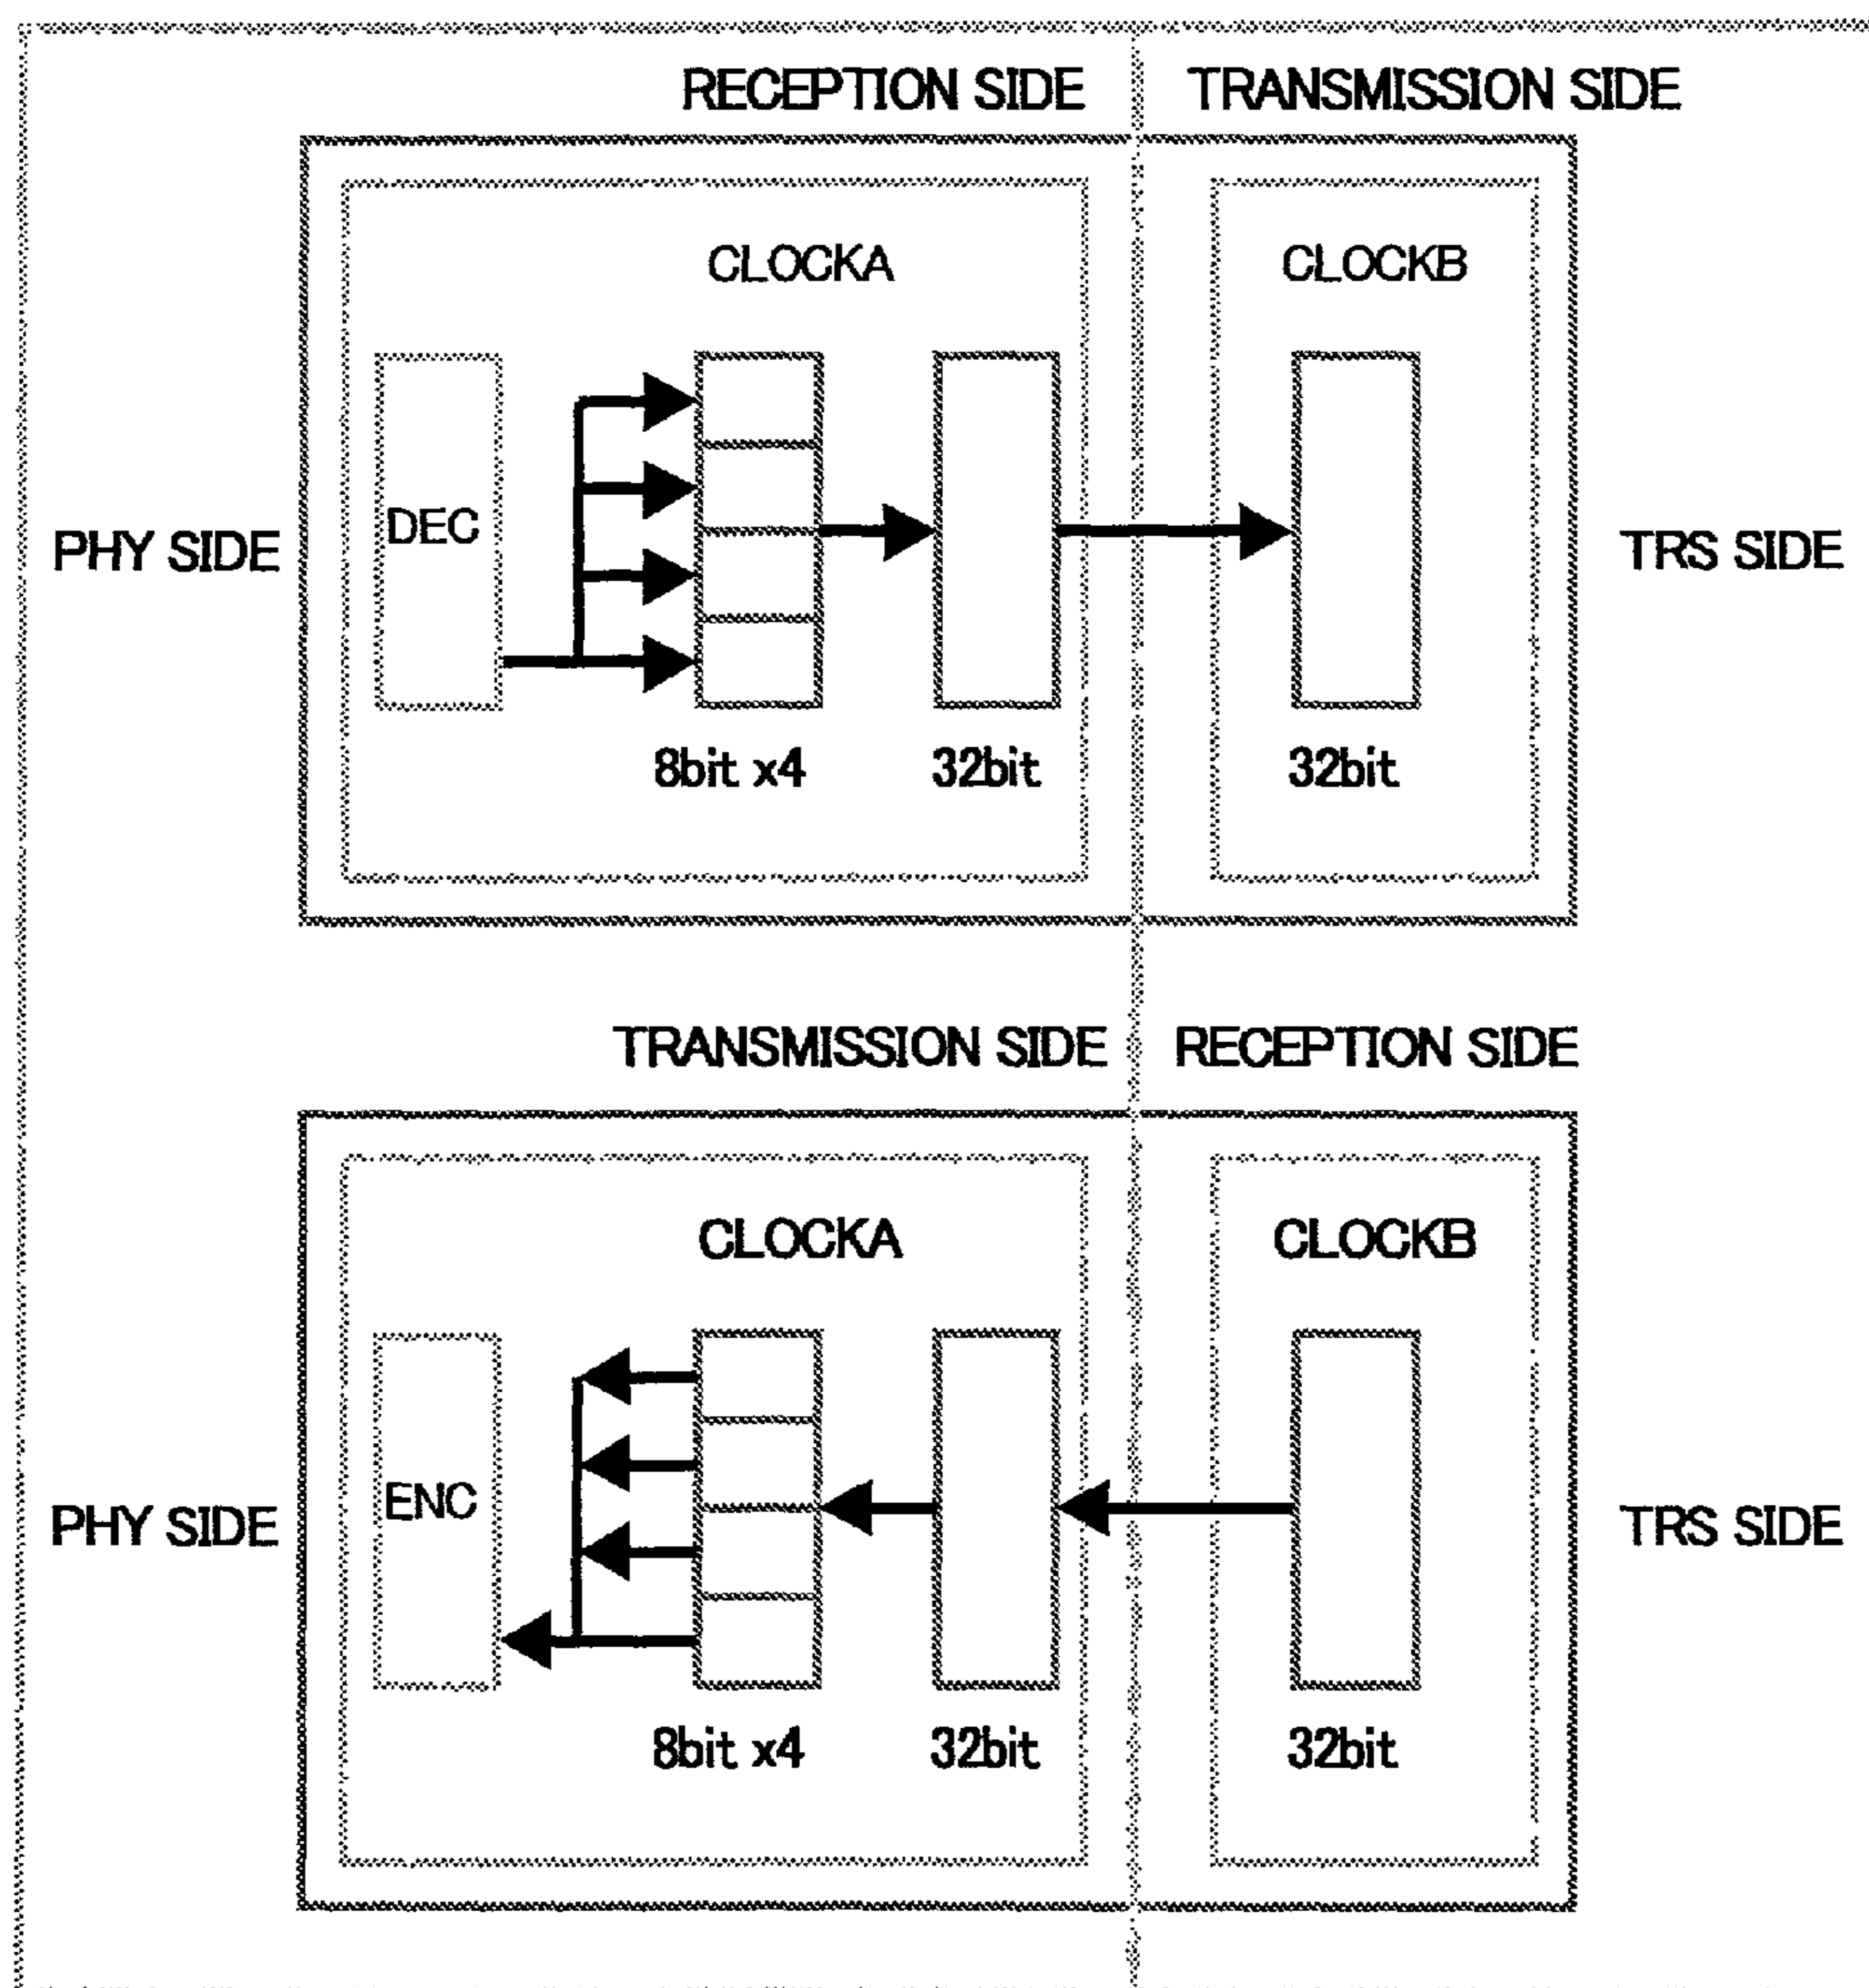 RECEPTION SIDE TRANSMISSION SIDE
CLOCKA CLOCKB
DEC
PHY SIDE TRS SIDE
8bit x4 32bit 32bit
TRANSMISSION SIDE RECEPTION SIDE
CLOCKA CLOCKB
ENC
PHY SIDE TRS SIDE
8bit x4 32bit 32bit